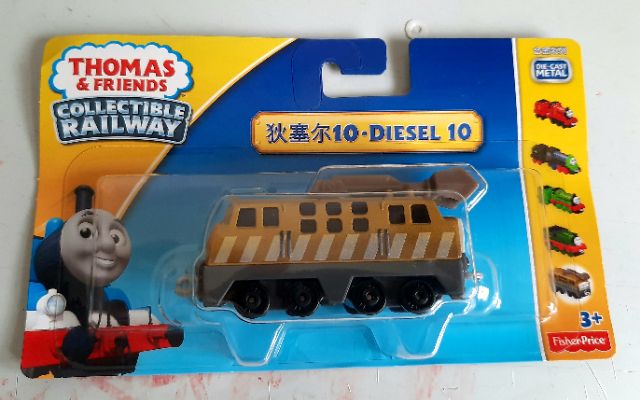 THOMAS
& FRIENDS
COLLECTIBLE
RAILWAY
狄塞尔10·DIESEL 10
DIE-CAST
METAL
3+
Fisher-Price